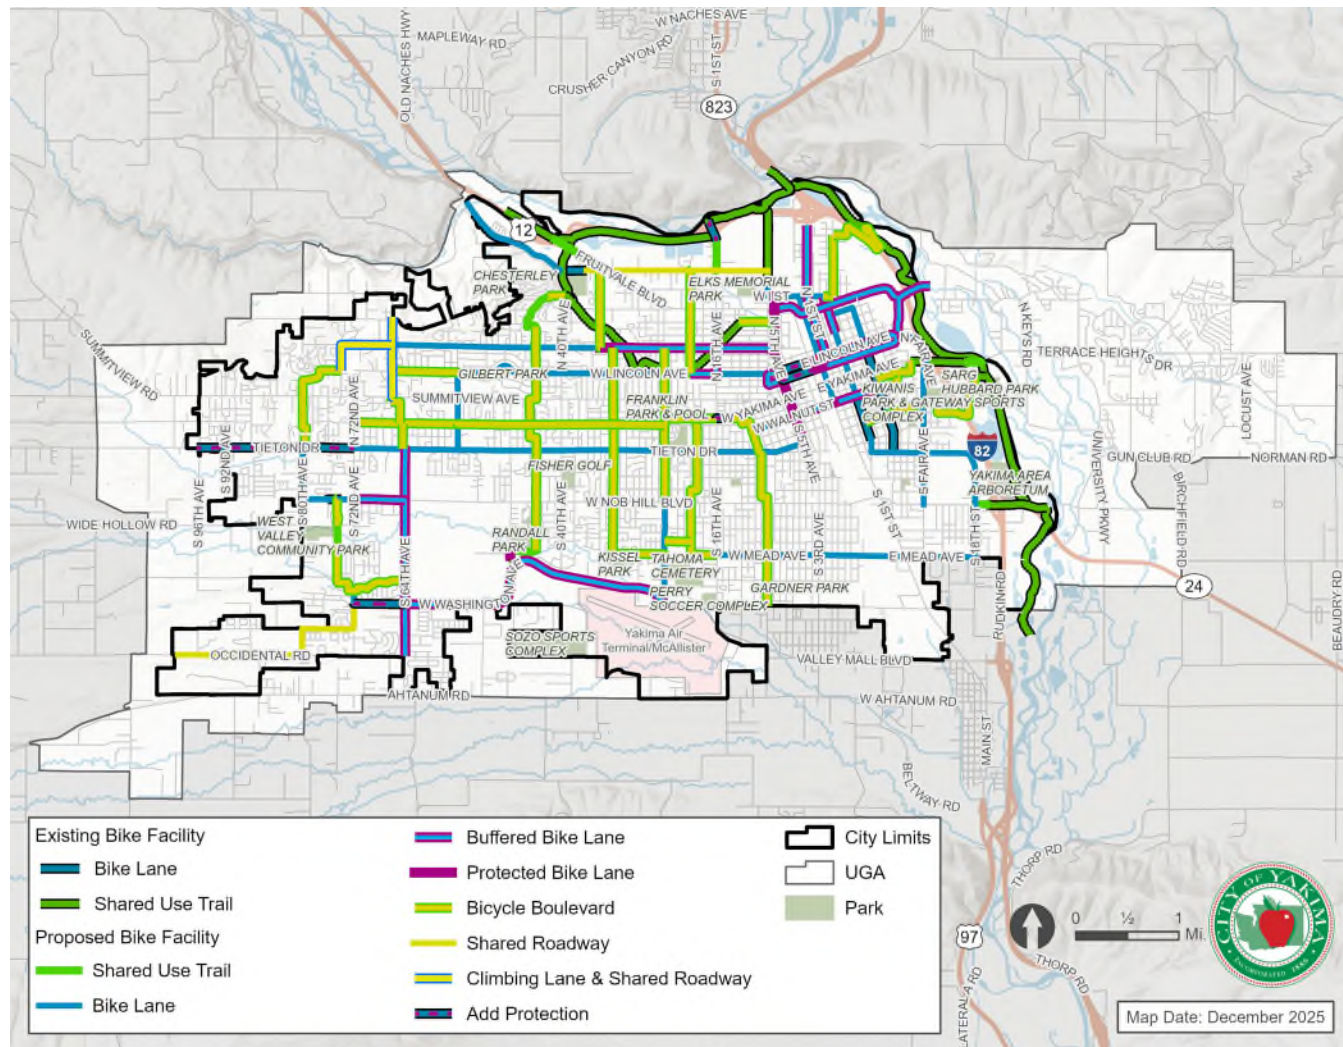 W NACHES AVE
MAPLEWAY RD
OLD NACHES HWY
CRUSHER CANYON RD
S 1ST ST
823
12
FRUITVALE BLVD
CHESTERLEY
PARK
ELKS MEMORIAL
PARK
W I ST
N 1ST ST
N 40TH AVE
N 16TH AVE
N 5TH AVE
E LINCOLN AVE
N FAIR AVE
N KEYS RD
TERRACE HEIGHTS DR
SUMMITVIEW RD
GILBERT PARK
W LINCOLN AVE
E YAKIMA AVE
SARG
HUBBARD PARK
KIWANIS
PARK & GATEWAY SPORTS
COMPLEX
LOCUST AVE
SUMMITVIEW AVE
FRANKLIN
PARK & POOL
W YAKIMA AVE
W WALNUT ST
N 72ND AVE
S 92ND AVE
TIETON DR
TIETON DR
S 5TH AVE
S FAIR AVE
82
UNIVERSITY PKWY
GUN CLUB RD
NORMAN RD
FISHER GOLF
YAKIMA AREA
ARBORETUM
S 96TH AVE
S 80TH AVE
S 72ND AVE
W NOB HILL BLVD
S 40TH AVE
S 16TH AVE
S 1ST ST
S 18TH ST
BIRCHFIELD RD
WIDE HOLLOW RD
WEST
VALLEY
COMMUNITY PARK
RANDALL
PARK
KISSEL
PARK
TAHOMA
CEMETERY
W MEAD AVE
S 3RD AVE
E MEAD AVE
S 64TH AVE
W WASHINGTON AVE
PERRY
SOCCER COMPLEX
GARDNER PARK
RUDKIN RD
24
BEAUDRY RD
OCCIDENTAL RD
SOZO SPORTS
COMPLEX
Yakima Air
Terminal/McAllister
VALLEY MALL BLVD
AHTANUM RD
W AHTANUM RD
MAIN ST
BELTWAY RD
THORP RD
97
THORP RD
LATERAL A RD
Existing Bike Facility
Bike Lane
Shared Use Trail
Proposed Bike Facility
Shared Use Trail
Bike Lane
Buffered Bike Lane
Protected Bike Lane
Bicycle Boulevard
Shared Roadway
Climbing Lane & Shared Roadway
Add Protection
City Limits
UGA
Park
0 ½ 1
Mi.
CITY OF YAKIMA
INCORPORATED 1886
Map Date: December 2025